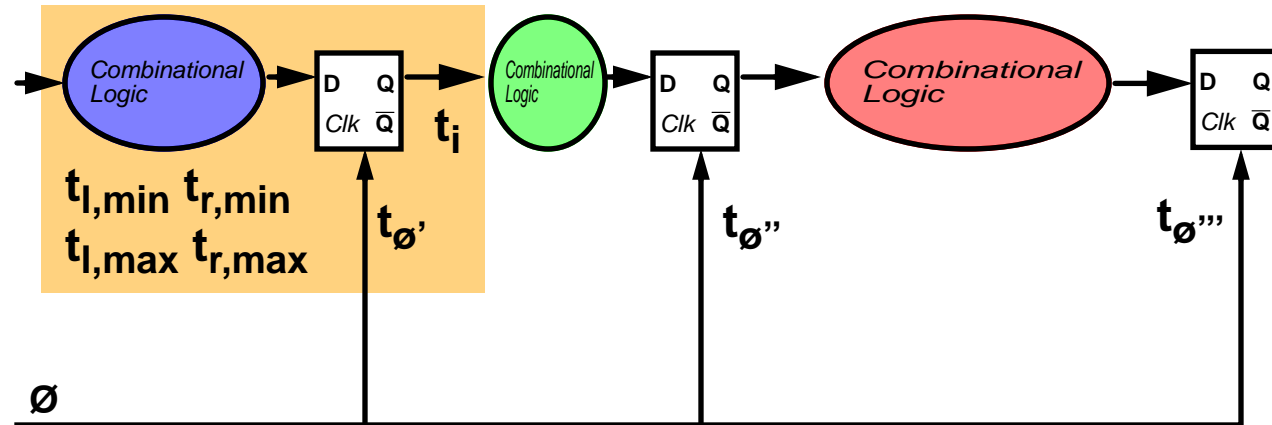 Combinational
Logic
D Q
Clk Q̅
Combinational
Logic
D Q
Clk Q̅
Combinational
Logic
D Q
Clk Q̅
tᵢ
t_l,min t_r,min
t_l,max t_r,max
t_ø'
t_ø''
t_ø'''
Ø